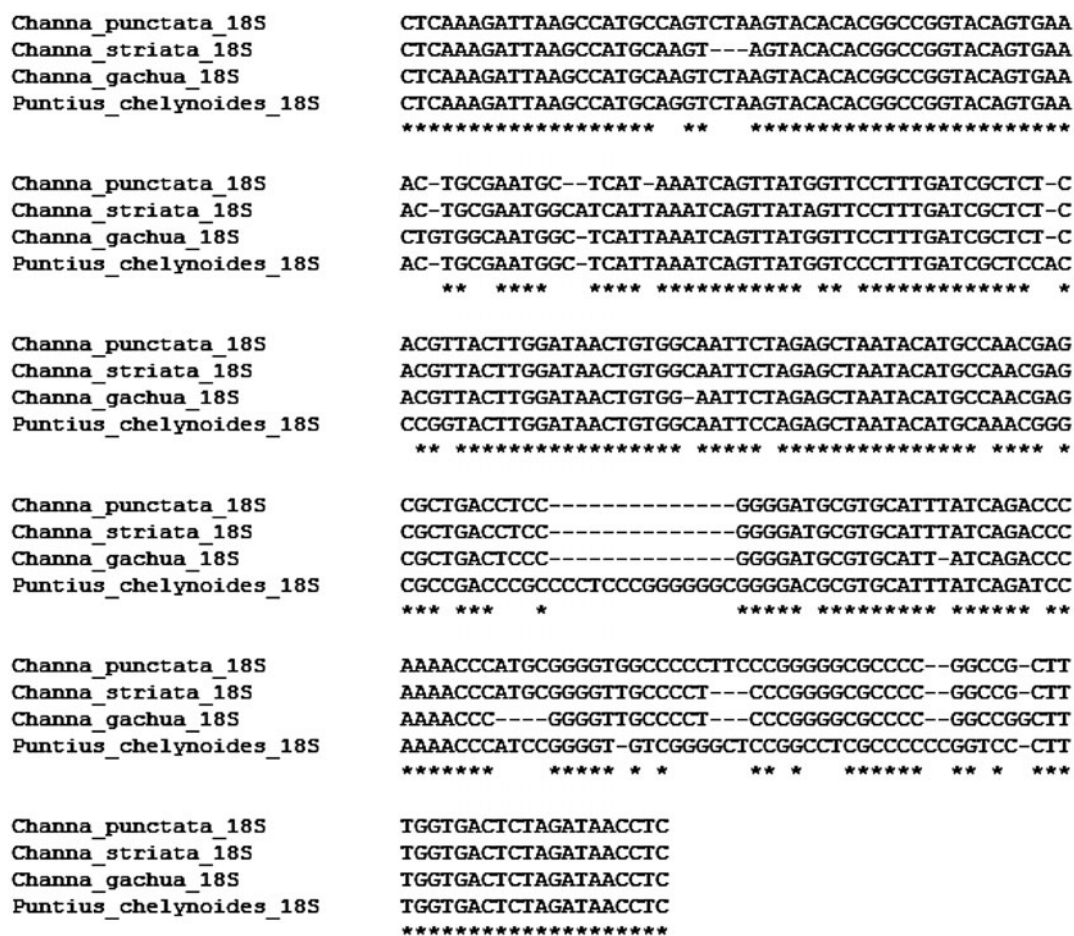 Channa_punctata_18S CTCAAAGATTAAGCCATGCCAGTCTAAGTACACACGGCCGGTACAGTGAA
Channa_striata_18S CTCAAAGATTAAGCCATGCAAGT---AGTACACACGGCCGGTACAGTGAA
Channa_gachua_18S CTCAAAGATTAAGCCATGCAAGTCTAAGTACACACGGCCGGTACAGTGAA
Puntius_chelynoides_18S CTCAAAGATTAAGCCATGCAGGTCTAAGTACACACGGCCGGTACAGTGAA
*******************  **   ************************
Channa_punctata_18S AC-TGCGAATGC--TCAT-AAATCAGTTATGGTTCCTTTGATCGCTCT-C
Channa_striata_18S AC-TGCGAATGGCATCATTAAATCAGTTATAGTTCCTTTGATCGCTCT-C
Channa_gachua_18S CTGTGGCAATGGC-TCATTAAATCAGTTATGGTTCCTTTGATCGCTCT-C
Puntius_chelynoides_18S AC-TGCGAATGGC-TCATTAAATCAGTTATGGTCCCTTTGATCGCTCCAC
**  ****   **** *********** ** *************  *
Channa_punctata_18S ACGTTACTTGGATAACTGTGGCAATTCTAGAGCTAATACATGCCAACGAG
Channa_striata_18S ACGTTACTTGGATAACTGTGGCAATTCTAGAGCTAATACATGCCAACGAG
Channa_gachua_18S ACGTTACTTGGATAACTGTGG-AATTCTAGAGCTAATACATGCCAACGAG
Puntius_chelynoides_18S CCGGTACTTGGATAACTGTGGCAATTCCAGAGCTAATACATGCAAACGGG
** ***************** ***** *************** **** *
Channa_punctata_18S CGCTGACCTCC--------------GGGGATGCGTGCATTTATCAGACCC
Channa_striata_18S CGCTGACCTCC--------------GGGGATGCGTGCATTTATCAGACCC
Channa_gachua_18S CGCTGACTCCC--------------GGGGATGCGTGCATT-ATCAGACCC
Puntius_chelynoides_18S CGCCGACCCGCCCCTCCCGGGGGGCGGGGACGCGTGCATTTATCAGATCC
*** ***   *              ***** ********* ****** **
Channa_punctata_18S AAAACCCATGCGGGGTGGCCCCCTTCCCGGGGGCGCCCC--GGCCG-CTT
Channa_striata_18S AAAACCCATGCGGGGTTGCCCCT---CCCGGGGCGCCCC--GGCCG-CTT
Channa_gachua_18S AAAACCC----GGGGTTGCCCCT---CCCGGGGCGCCCC--GGCCGGCTT
Puntius_chelynoides_18S AAAACCCATCCGGGGT-GTCGGGGCTCCGGCCTCGCCCCCCGGTCC-CTT
*******    ***** * *      ** *   ******  ** *  ***
Channa_punctata_18S TGGTGACTCTAGATAACCTC
Channa_striata_18S TGGTGACTCTAGATAACCTC
Channa_gachua_18S TGGTGACTCTAGATAACCTC
Puntius_chelynoides_18S TGGTGACTCTAGATAACCTC
********************